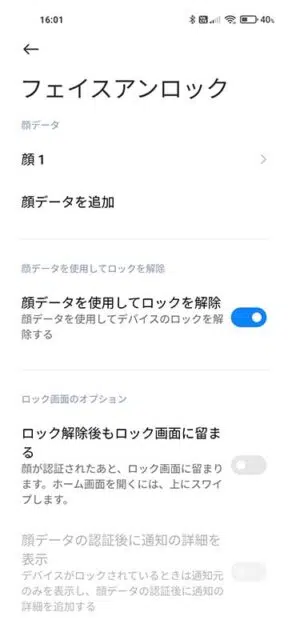 16:01
40%
フェイスアンロック
顔データ
顔 1
顔データを追加
顔データを使用してロックを解除
顔データを使用してロックを解除
顔データを使用してデバイスのロックを解
除する
ロック画面のオプション
ロック解除後もロック画面に留ま
る
顔が認証されたあと、ロック画面に留まり
ます。ホーム画面を開くには、上にスワイ
プします。
顔データの認証後に通知の詳細を
表示
デバイスがロックされているときは通知元
のみを表示し、顔データの認証後に通知の
詳細を追加する